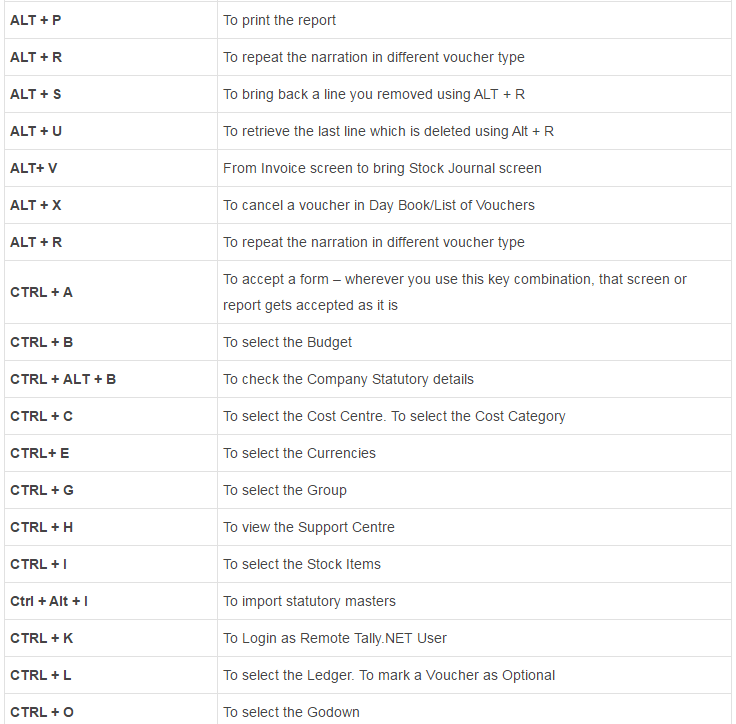 ALT + P To print the report
ALT + R To repeat the narration in different voucher type
ALT + S To bring back a line you removed using ALT + R
ALT + U To retrieve the last line which is deleted using Alt + R
ALT+ V From Invoice screen to bring Stock Journal screen
ALT + X To cancel a voucher in Day Book/List of Vouchers
ALT + R To repeat the narration in different voucher type
CTRL + A To accept a form – wherever you use this key combination, that screen or
report gets accepted as it is
CTRL + B To select the Budget
CTRL + ALT + B To check the Company Statutory details
CTRL + C To select the Cost Centre. To select the Cost Category
CTRL+ E To select the Currencies
CTRL + G To select the Group
CTRL + H To view the Support Centre
CTRL + I To select the Stock Items
Ctrl + Alt + I To import statutory masters
CTRL + K To Login as Remote Tally.NET User
CTRL + L To select the Ledger. To mark a Voucher as Optional
CTRL + O To select the Godown